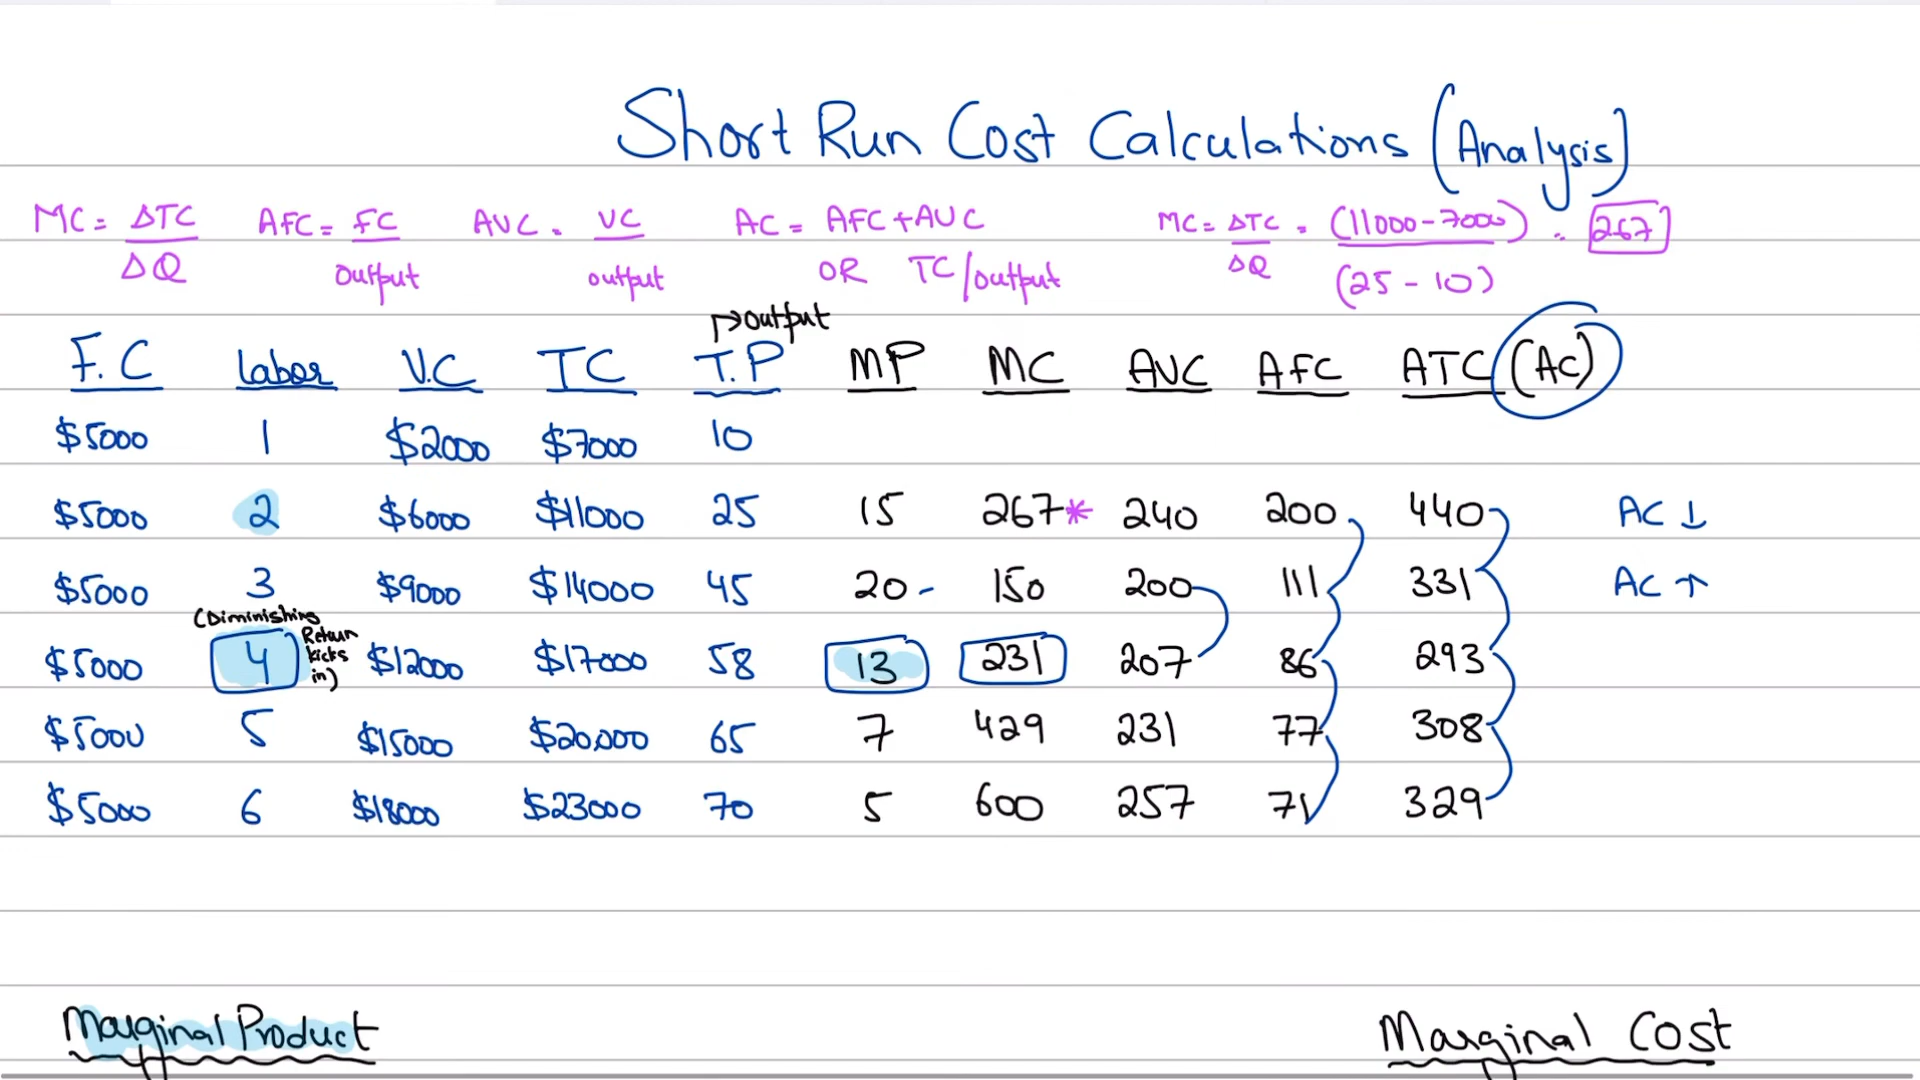 Short Run Cost Calculations (Analysis)
MC = ΔTC / ΔQ AFC = FC / Output AVC = VC / output AC = AFC + AUC OR TC/output MC = ΔTC / ΔQ = (11000-7000) / (25-10) = 267
→output
F.C Labor V.C TC T.P MP MC AVC AFC ATC (AC)
$5000 1 $2000 $7000 10
$5000 2 $6000 $11000 25 15 267* 240 200 440 AC ↓
$5000 3 $9000 $14000 45 20 - 150 200 111 331 AC ↑
(Diminishing Return kicks in)
$5000 4 $12000 $17000 58 13 231 207 86 293
$5000 5 $15000 $20,000 65 7 429 231 77 308
$5000 6 $18000 $23000 70 5 600 257 71 329
Marginal Product Marginal Cost